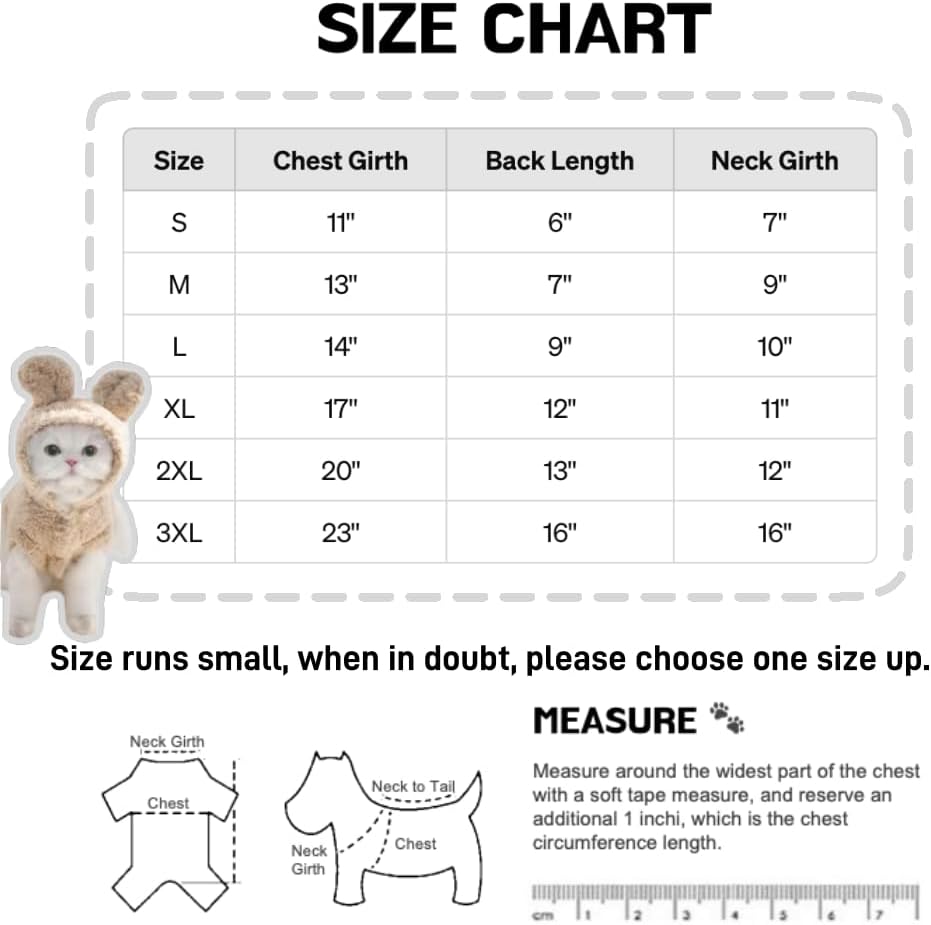 SIZE CHART
Size Chest Girth Back Length Neck Girth
S 11" 6" 7"
M 13" 7" 9"
L 14" 9" 10"
XL 17" 12" 11"
2XL 20" 13" 12"
3XL 23" 16" 16"
Size runs small, when in doubt, please choose one size up.
Neck Girth
Chest
Neck to Tail
Neck
Girth
Chest
MEASURE
Measure around the widest part of the chest
with a soft tape measure, and reserve an
additional 1 inchi, which is the chest
circumference length.
cm 1 2 3 4 5 6 7